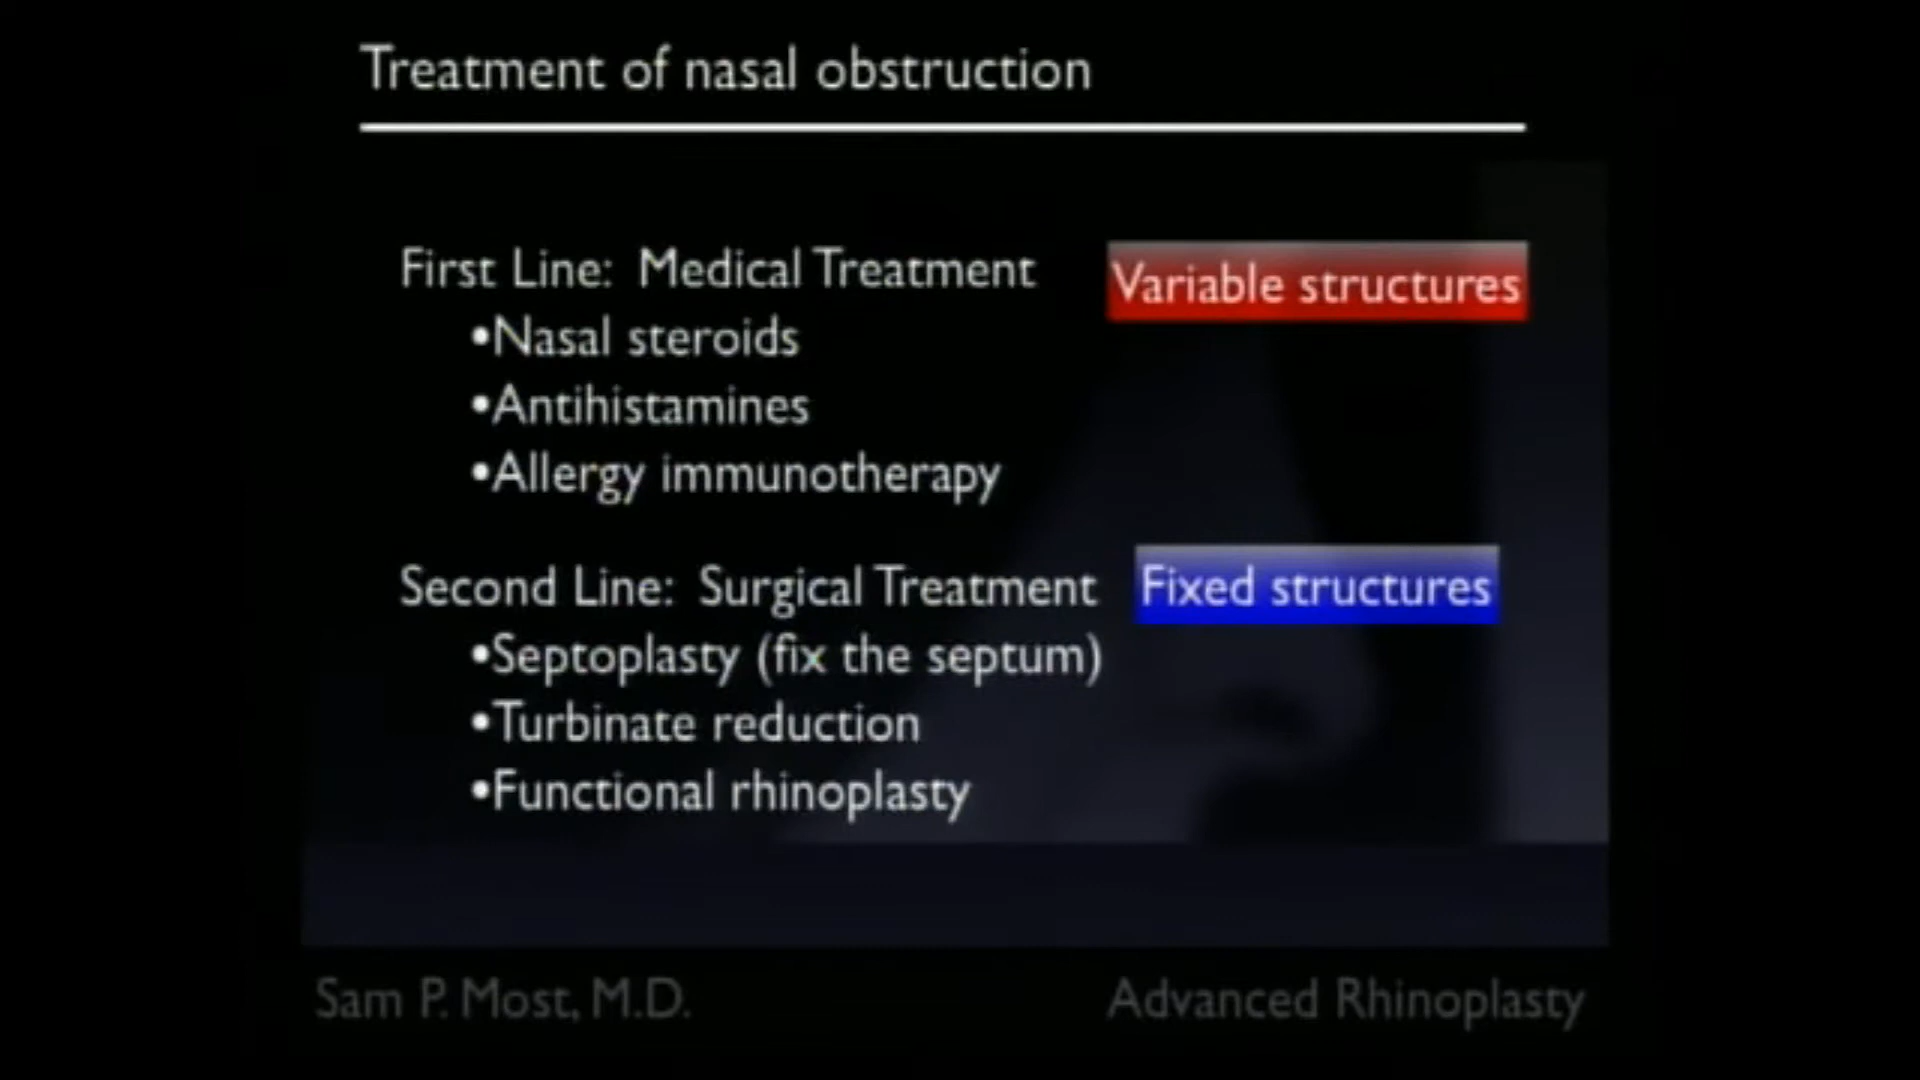 Treatment of nasal obstruction
First Line: Medical Treatment
Variable structures
•Nasal steroids
•Antihistamines
•Allergy immunotherapy
Second Line: Surgical Treatment
Fixed structures
•Septoplasty (fix the septum)
•Turbinate reduction
•Functional rhinoplasty
Sam P. Most, M.D.
Advanced Rhinoplasty